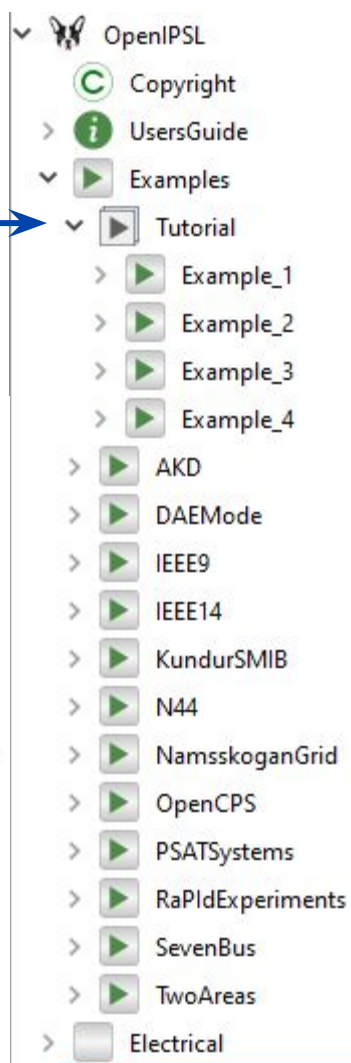 OpenIPSL
Copyright
UsersGuide
Examples
Tutorial
Example_1
Example_2
Example_3
Example_4
AKD
DAEMode
IEEE9
IEEE14
KundurSMIB
N44
NamsskoganGrid
OpenCPS
PSATSystems
RaPIdExperiments
SevenBus
TwoAreas
Electrical